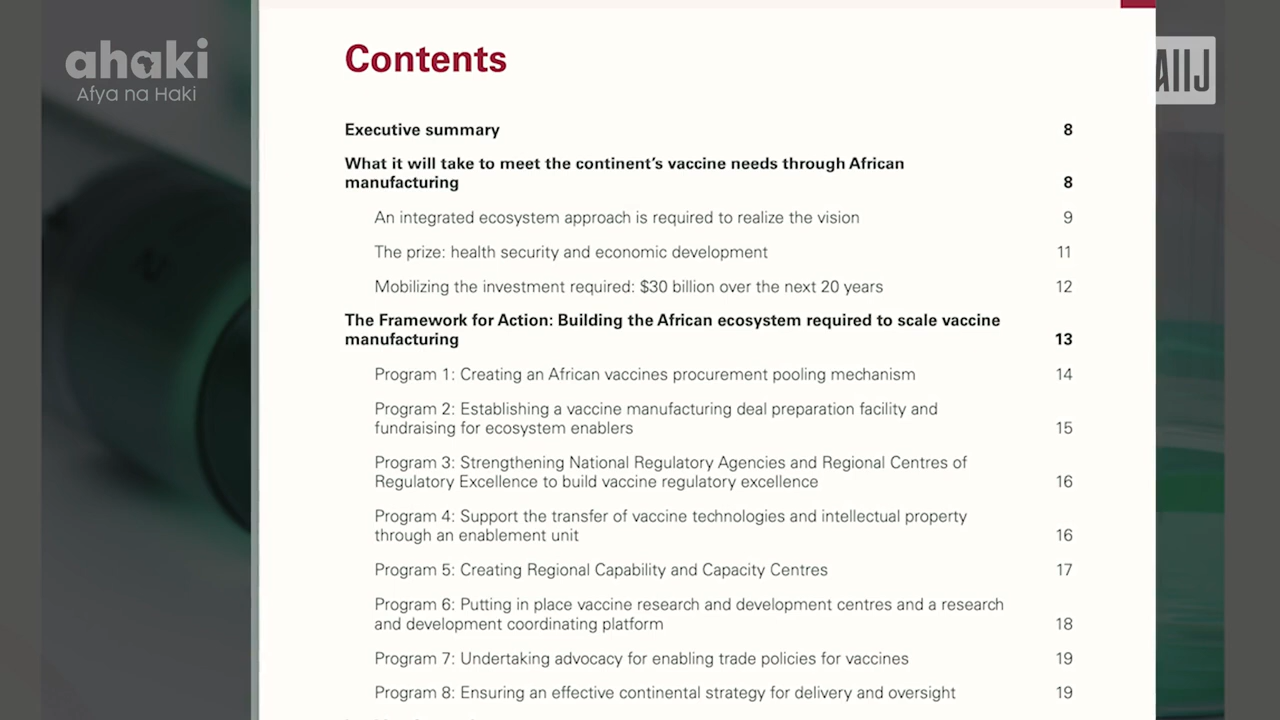 ahaki
Afya na Haki
AIIJ
Contents
Executive summary 8
What it will take to meet the continent's vaccine needs through African
manufacturing 8
An integrated ecosystem approach is required to realize the vision 9
The prize: health security and economic development 11
Mobilizing the investment required: $30 billion over the next 20 years 12
The Framework for Action: Building the African ecosystem required to scale vaccine
manufacturing 13
Program 1: Creating an African vaccines procurement pooling mechanism 14
Program 2: Establishing a vaccine manufacturing deal preparation facility and
fundraising for ecosystem enablers 15
Program 3: Strengthening National Regulatory Agencies and Regional Centres of
Regulatory Excellence to build vaccine regulatory excellence 16
Program 4: Support the transfer of vaccine technologies and intellectual property
through an enablement unit 16
Program 5: Creating Regional Capability and Capacity Centres 17
Program 6: Putting in place vaccine research and development centres and a research
and development coordinating platform 18
Program 7: Undertaking advocacy for enabling trade policies for vaccines 19
Program 8: Ensuring an effective continental strategy for delivery and oversight 19